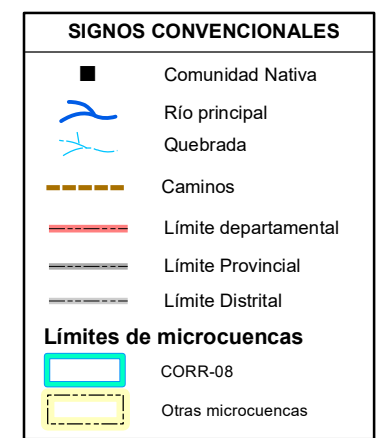 SIGNOS CONVENCIONALES
Comunidad Nativa
Río principal
Quebrada
Caminos
Límite departamental
Límite Provincial
Límite Distrital
Límites de microcuencas
CORR-08
Otras microcuencas